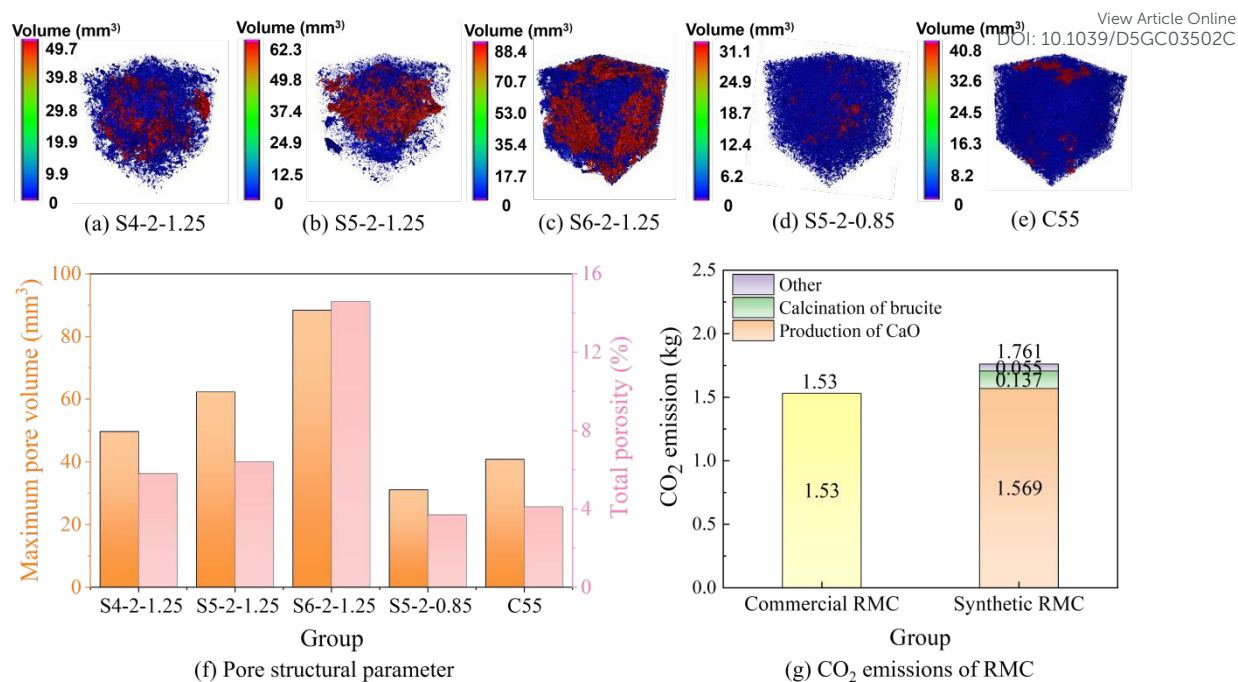 View Article Online
DOI: 10.1039/D5GC03502C
Volume (mm³)
49.7
39.8
29.8
19.9
9.9
0
(a) S4-2-1.25
Volume (mm³)
62.3
49.8
37.4
24.9
12.5
0
(b) S5-2-1.25
Volume (mm³)
88.4
70.7
53.0
35.4
17.7
0
(c) S6-2-1.25
Volume (mm³)
31.1
24.9
18.7
12.4
6.2
0
(d) S5-2-0.85
Volume (mm³)
40.8
32.6
24.5
16.3
8.2
0
(e) C55
Maximum pore volume (mm³)
100
80
60
40
20
0
Total porosity (%)
16
12
8
4
0
S4-2-1.25
S5-2-1.25
S6-2-1.25
S5-2-0.85
C55
Group
(f) Pore structural parameter
CO₂ emission (kg)
2.5
2.0
1.5
1.0
0.5
0.0
Other
Calcination of brucite
Production of CaO
1.53
1.53
1.761
0.055
0.137
1.569
Commercial RMC
Synthetic RMC
Group
(g) CO₂ emissions of RMC